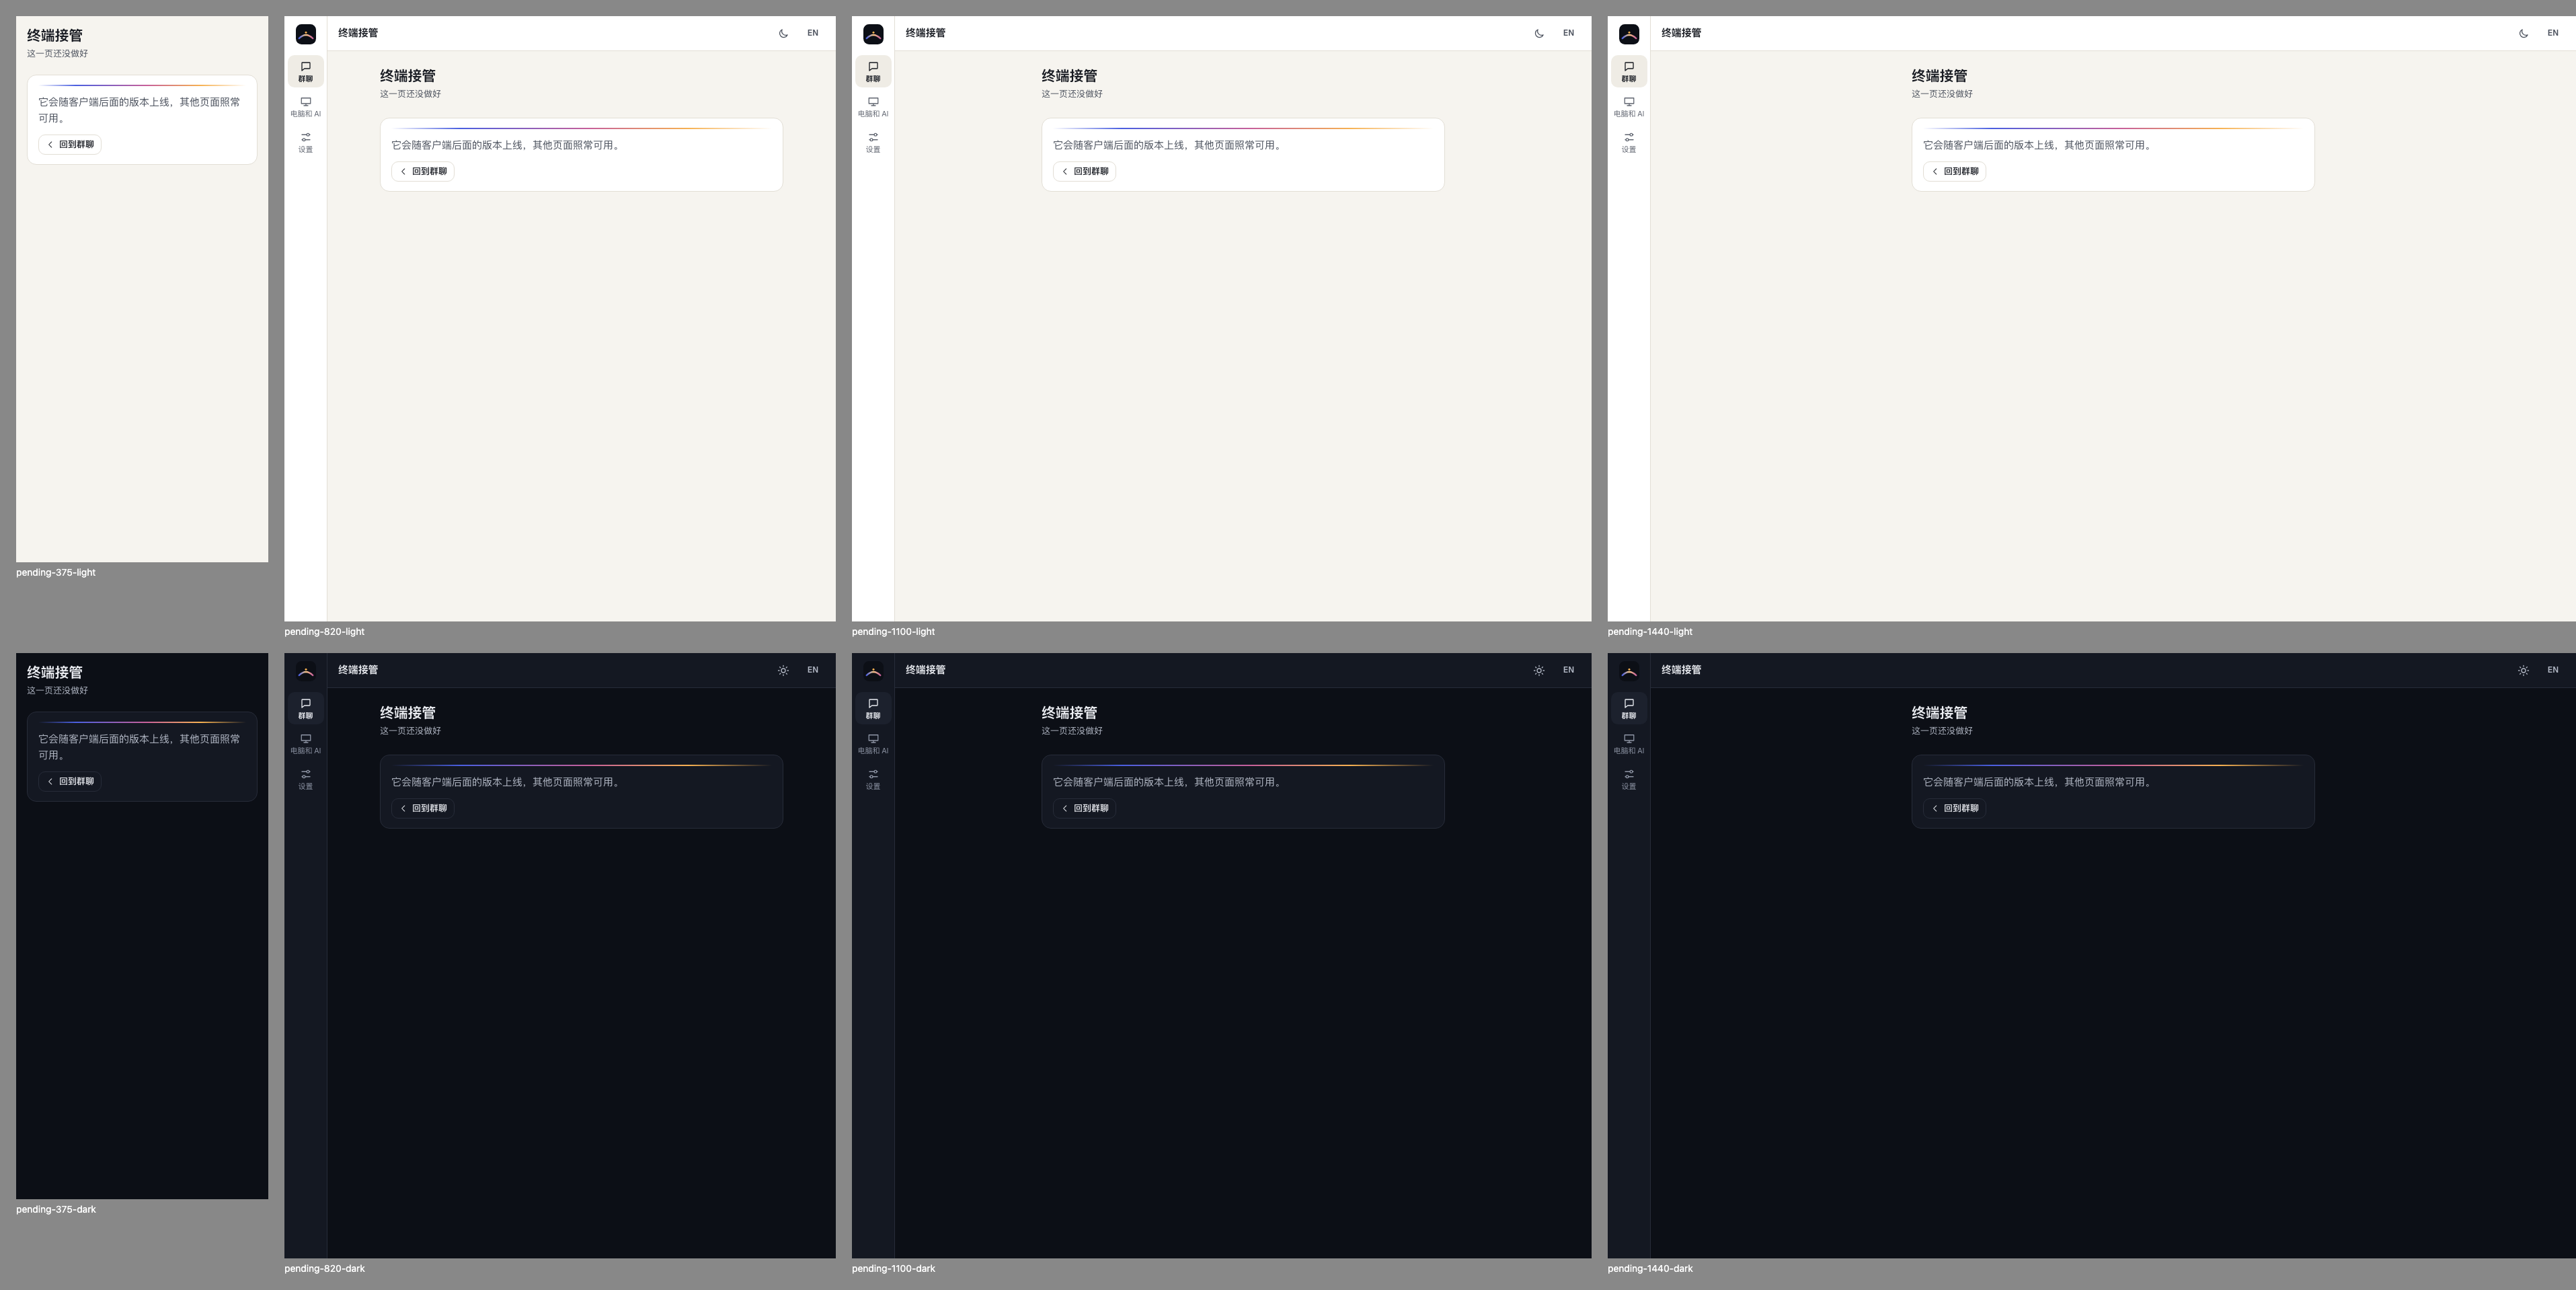 终端接管
这一页还没做好
它会随客户端后面的版本上线，其他页面照常
可用。
回到群聊
pending-375-light
终端接管
EN
群聊
电脑和 AI
设置
终端接管
这一页还没做好
它会随客户端后面的版本上线，其他页面照常可用。
回到群聊
pending-820-light
终端接管
EN
群聊
电脑和 AI
设置
终端接管
这一页还没做好
它会随客户端后面的版本上线，其他页面照常可用。
回到群聊
pending-1100-light
终端接管
EN
群聊
电脑和 AI
设置
终端接管
这一页还没做好
它会随客户端后面的版本上线，其他页面照常可用。
回到群聊
pending-1440-light
终端接管
这一页还没做好
它会随客户端后面的版本上线，其他页面照常
可用。
回到群聊
pending-375-dark
终端接管
EN
群聊
电脑和 AI
设置
终端接管
这一页还没做好
它会随客户端后面的版本上线，其他页面照常可用。
回到群聊
pending-820-dark
终端接管
EN
群聊
电脑和 AI
设置
终端接管
这一页还没做好
它会随客户端后面的版本上线，其他页面照常可用。
回到群聊
pending-1100-dark
终端接管
EN
群聊
电脑和 AI
设置
终端接管
这一页还没做好
它会随客户端后面的版本上线，其他页面照常可用。
回到群聊
pending-1440-dark